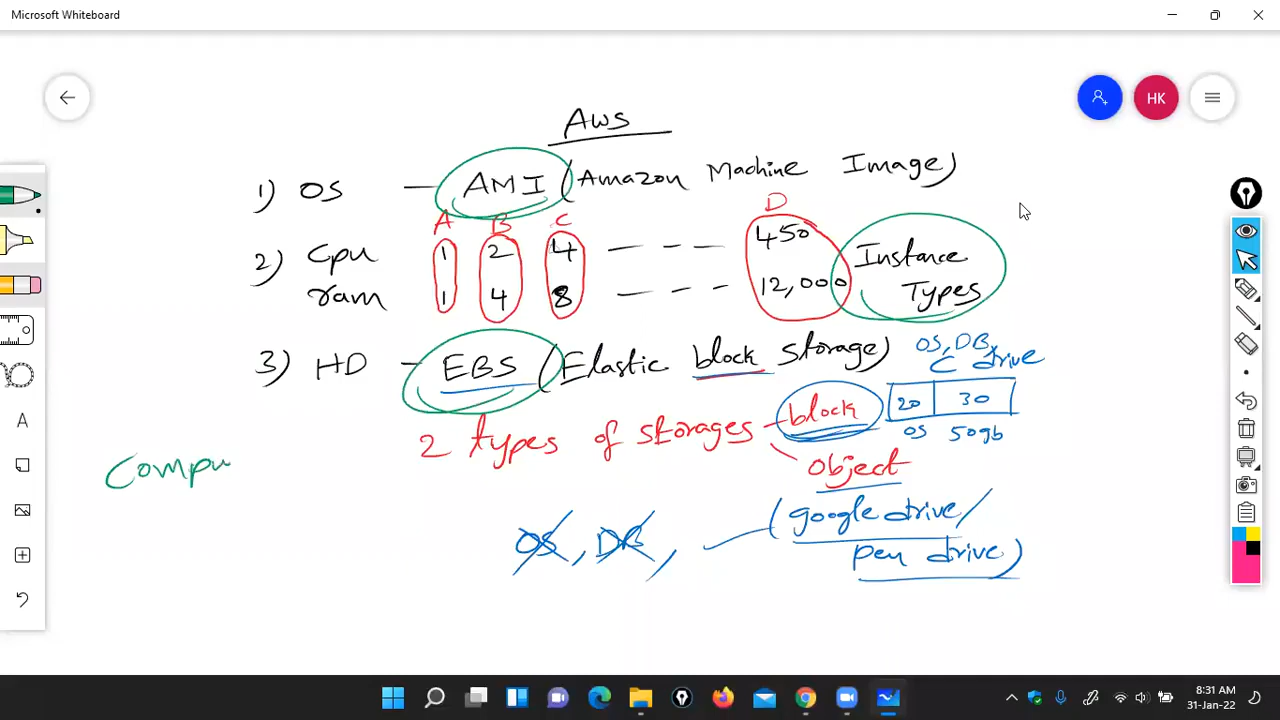 Microsoft Whiteboard
HK
AWS
1) OS — AMI (Amazon Machine Image)
A B C D
2) Cpu 1 2 4 - - - 450 Instance
ram 1 4 8 - - - 12,000 Types
3) HD - EBS (Elastic block storage)
OS, DB,
C drive
2 types of storages - block
20 30
OS 50gb
object
Compu
(google drive/
pen drive)
OS, DB,
A
8:31 AM
31-Jan-22